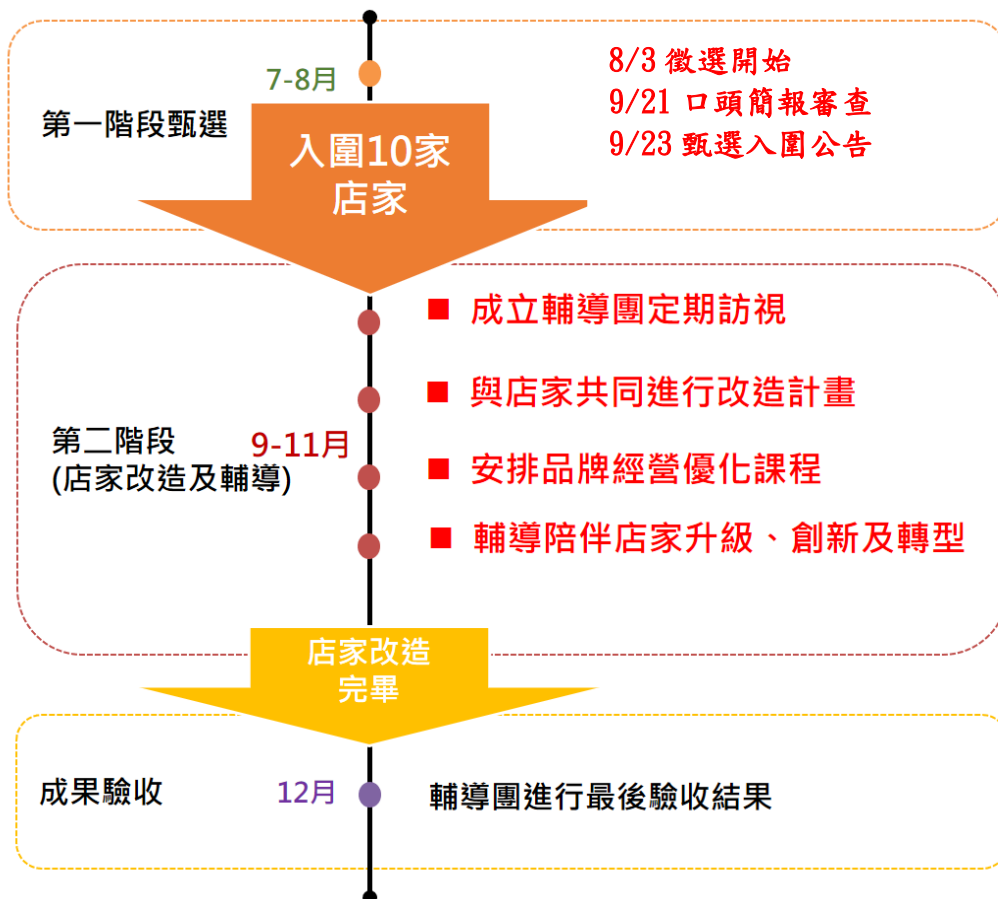 7-8月
第一階段甄選
入圍10家
店家
8/3 徵選開始
9/21 口頭簡報審查
9/23 甄選入圍公告
第二階段
(店家改造及輔導)
9-11月
■ 成立輔導團定期訪視
■ 與店家共同進行改造計畫
■ 安排品牌經營優化課程
■ 輔導陪伴店家升級、創新及轉型
店家改造
完畢
成果驗收
12月
輔導團進行最後驗收結果